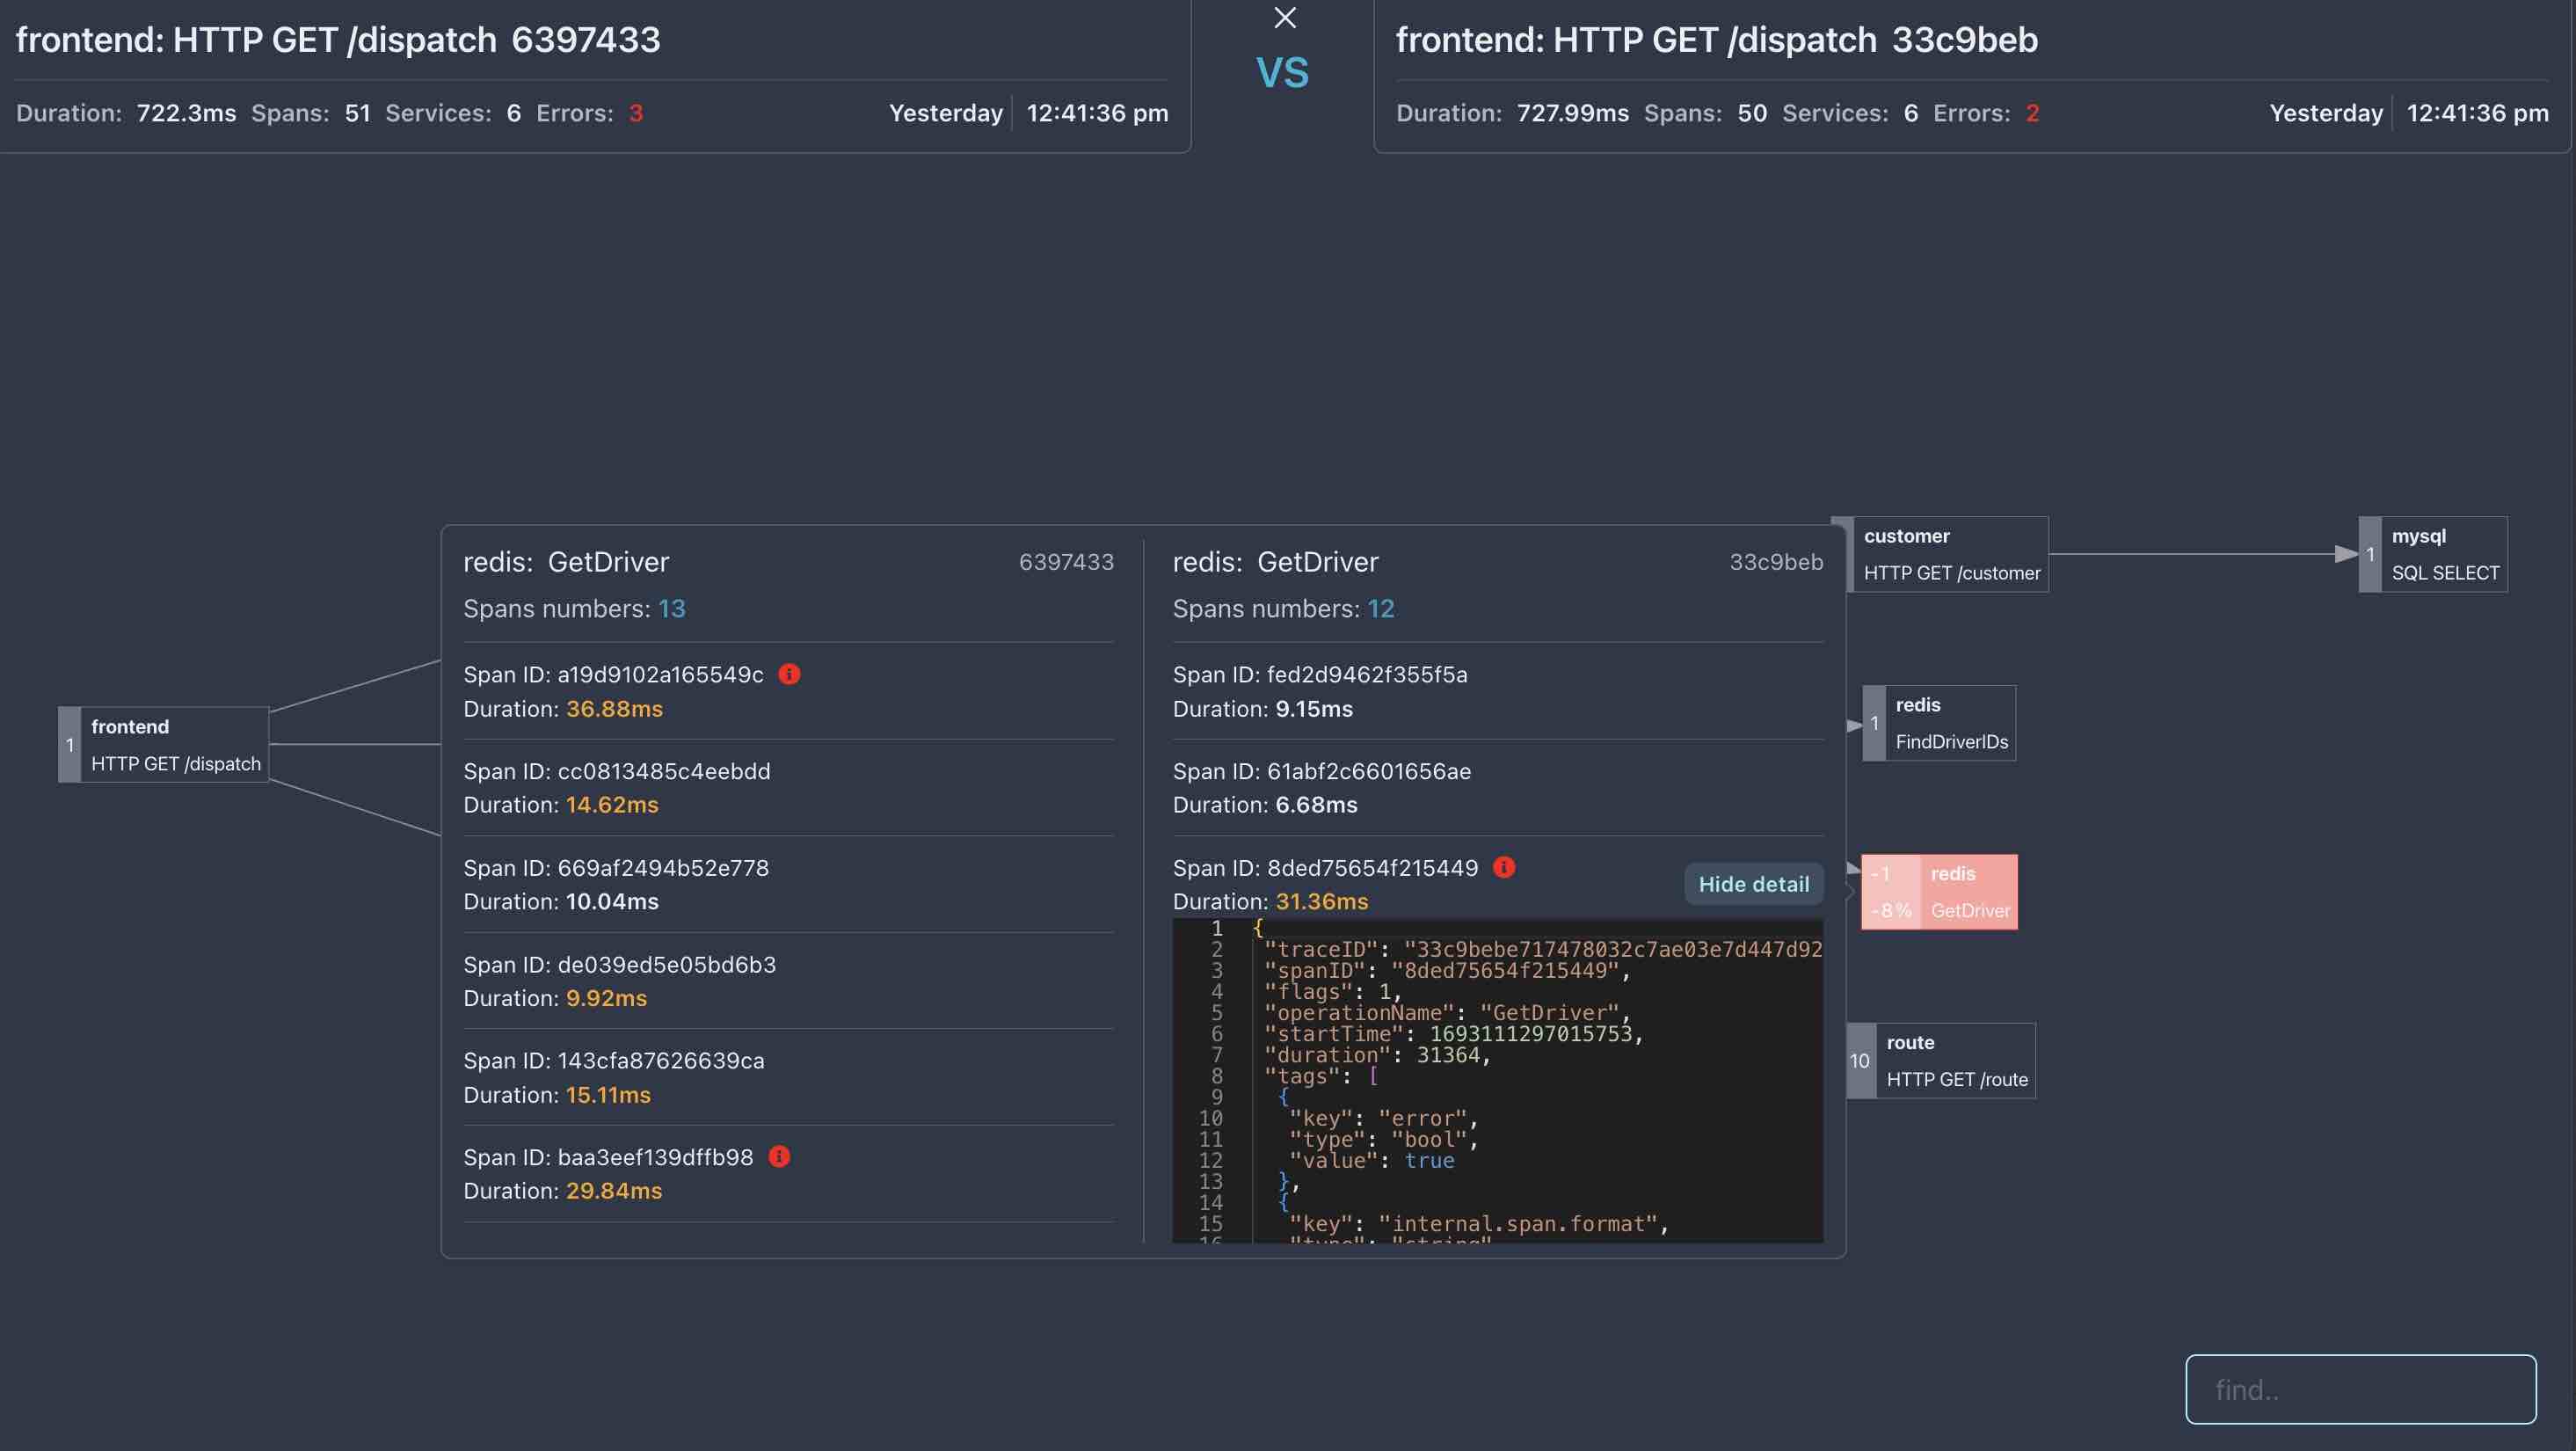 frontend: HTTP GET /dispatch 6397433
Duration: 722.3ms Spans: 51 Services: 6 Errors: 3 Yesterday 12:41:36 pm
×
VS
frontend: HTTP GET /dispatch 33c9beb
Duration: 727.99ms Spans: 50 Services: 6 Errors: 2 Yesterday 12:41:36 pm
1
frontend
HTTP GET /dispatch
redis: GetDriver 6397433
Spans numbers: 13
Span ID: a19d9102a165549c
Duration: 36.88ms
Span ID: cc0813485c4eebdd
Duration: 14.62ms
Span ID: 669af2494b52e778
Duration: 10.04ms
Span ID: de039ed5e05bd6b3
Duration: 9.92ms
Span ID: 143cfa87626639ca
Duration: 15.11ms
Span ID: baa3eef139dffb98
Duration: 29.84ms
redis: GetDriver 33c9beb
Spans numbers: 12
Span ID: fed2d9462f355f5a
Duration: 9.15ms
Span ID: 61abf2c6601656ae
Duration: 6.68ms
Span ID: 8ded75654f215449
Duration: 31.36ms
Hide detail
1 {
2 "traceID": "33c9bebe717478032c7ae03e7d447d92
3 "spanID": "8ded75654f215449",
4 "flags": 1,
5 "operationName": "GetDriver",
6 "startTime": 1693111297015753,
7 "duration": 31364,
8 "tags": [
9 {
10 "key": "error",
11 "type": "bool",
12 "value": true
13 },
14 {
15 "key": "internal.span.format",
16 "type": "string"
customer
HTTP GET /customer
1
mysql
SQL SELECT
1
redis
FindDriverIDs
-1
-8%
redis
GetDriver
10
route
HTTP GET /route
find..